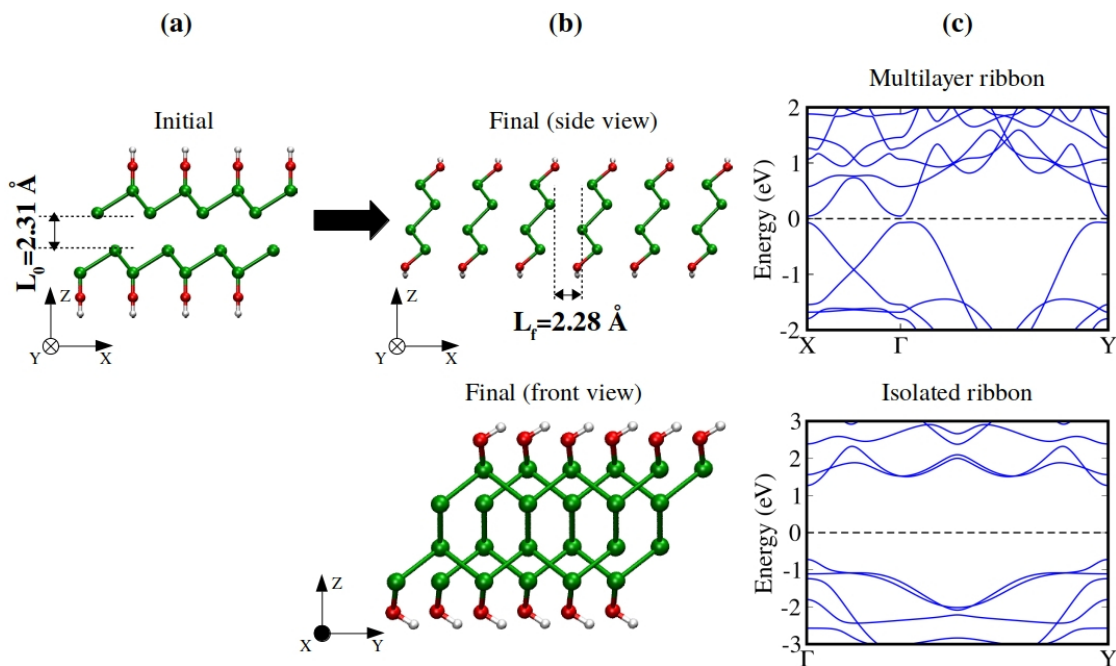 (a)
(b)
(c)
Initial
L₀=2.31 Å
Z
Y
X
Final (side view)
Z
Y
X
L_f=2.28 Å
Final (front view)
Z
X
Y
Multilayer ribbon
Energy (eV)
2
1
0
-1
-2
X
Γ
Y
Isolated ribbon
Energy (eV)
3
2
1
0
-1
-2
-3
Γ
Y